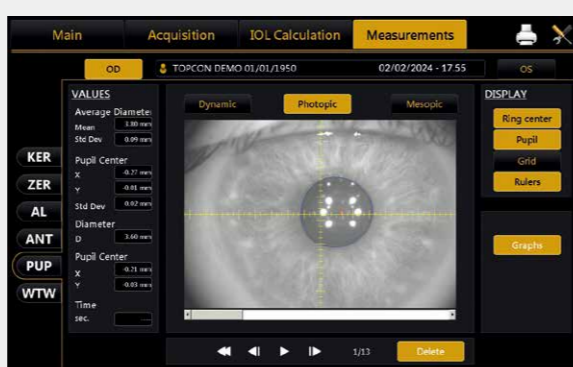 Main Acquisition IOL Calculation Measurements
OD TOPCON DEMO 01/01/1950 02/02/2024 - 17:55 OS
VALUES
Average Diameter
Mean 3.80 mm
Std Dev 0.09 mm
Pupil Center
X -0.27 mm
Y -0.01 mm
Std Dev 0.02 mm
Diameter
D 3.60 mm
Pupil Center
X -0.21 mm
Y -0.03 mm
Time
sec.
KER
ZER
AL
ANT
PUP
WTW
Dynamic Photopic Mesopic
1/13 Delete
DISPLAY
Ring center
Pupil
Grid
Rulers
Graphs